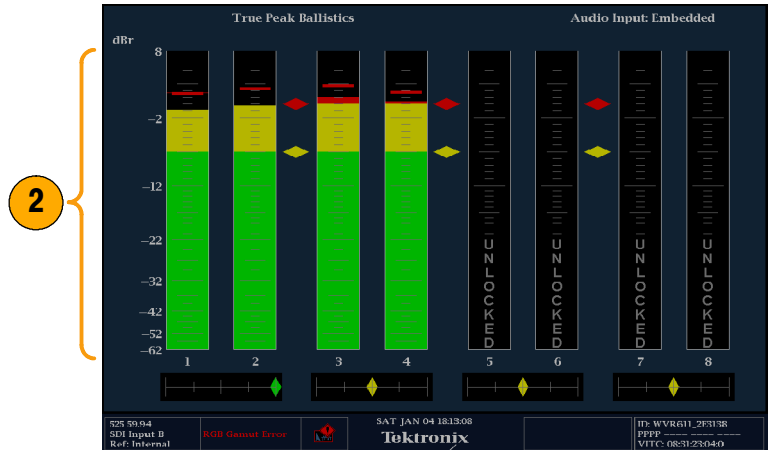 True Peak Ballistics
Audio Input: Embedded
dBr
8
−2
−12
−22
−32
−42
−52
−62
2
UNLOCKED
UNLOCKED
UNLOCKED
UNLOCKED
1 2 3 4 5 6 7 8
525 59.94
SDI Input B
Ref: Internal
RGB Gamut Error
SAT JAN 04 18:13:08
Tektronix
ID: WVR611_2E3138
PPPP ---- ---- ----
VITC: 08:31:23:04:0